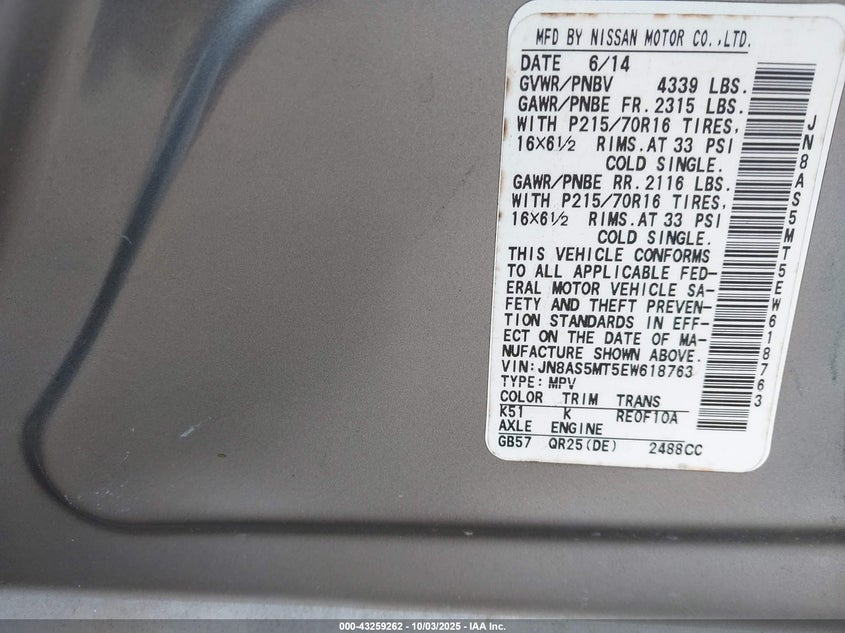 MFD BY NISSAN MOTOR CO.,LTD.
DATE 6/14
GVWR/PNBV 4339 LBS.
GAWR/PNBE FR. 2315 LBS.
WITH P215/70R16 TIRES,
16×6½ RIMS. AT 33 PSI
COLD SINGLE.
GAWR/PNBE RR. 2116 LBS.
WITH P215/70R16 TIRES,
16×6½ RIMS. AT 33 PSI
COLD SINGLE.
THIS VEHICLE CONFORMS
TO ALL APPLICABLE FED-
ERAL MOTOR VEHICLE SA-
FETY AND THEFT PREVEN-
TION STANDARDS IN EFF-
ECT ON THE DATE OF MA-
NUFACTURE SHOWN ABOVE.
VIN:JN8AS5MT5EW618763
TYPE: MPV
COLOR TRIM TRANS
K51 K RE0F10A
AXLE ENGINE
GB57 QR25(DE) 2488CC
JN8AS5MT5EW618763
000-43259262 - 10/03/2025 - IAA Inc.